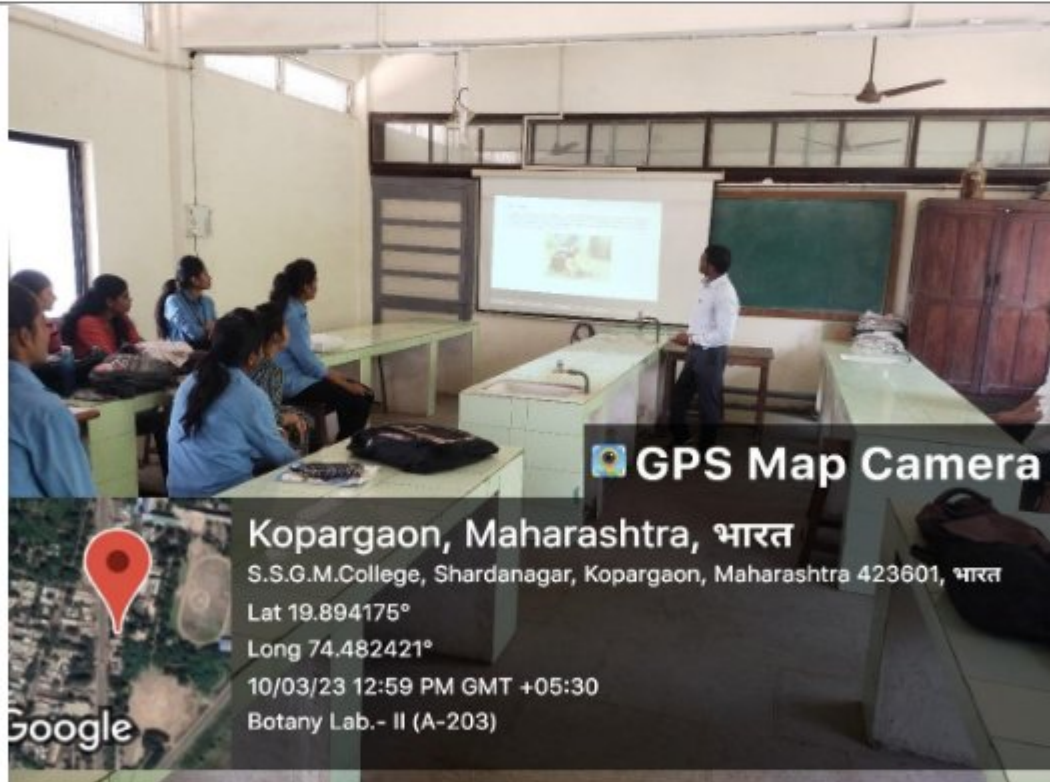 GPS Map Camera
Kopargaon, Maharashtra, भारत
S.S.G.M.College, Shardanagar, Kopargaon, Maharashtra 423601, भारत
Lat 19.894175°
Long 74.482421°
10/03/23 12:59 PM GMT +05:30
Botany Lab.- II (A-203)
Google